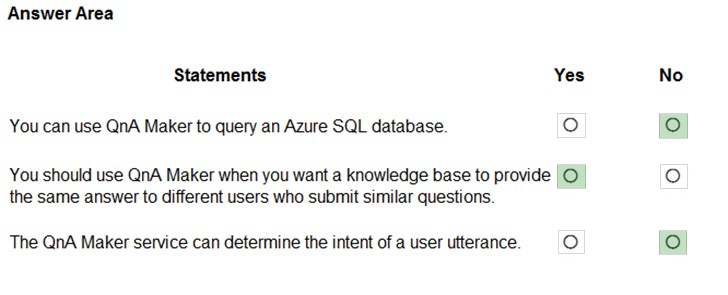 Answer Area
Statements Yes No
You can use QnA Maker to query an Azure SQL database.
You should use QnA Maker when you want a knowledge base to provide
the same answer to different users who submit similar questions.
The QnA Maker service can determine the intent of a user utterance.